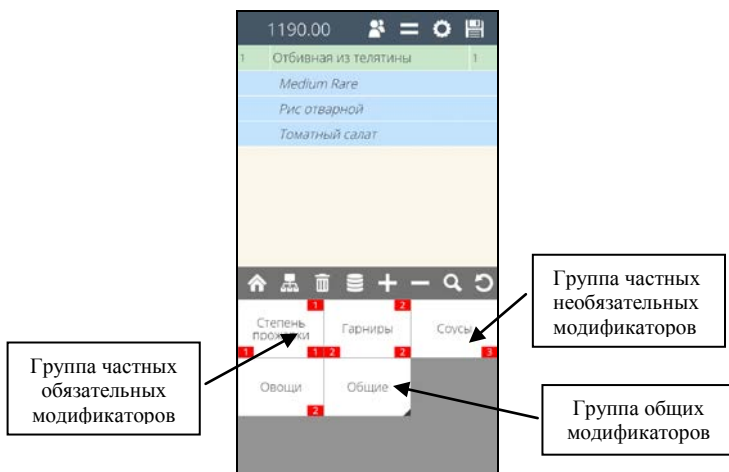 1190.00
1 Отбивная из телятины 1
Medium Rare
Рис отварной
Томатный салат
1 2
Степень
прожарки Гарниры Соусы
1 1 2 2 3
Овощи Общие
2
Группа частных
необязательных
модификаторов
Группа частных
обязательных
модификаторов
Группа общих
модификаторов